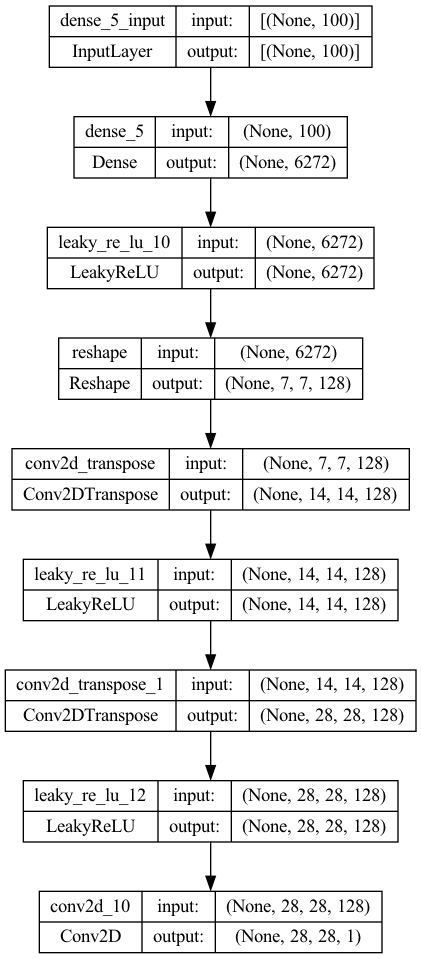 dense_5_input input: [(None, 100)]
InputLayer output: [(None, 100)]
dense_5 input: (None, 100)
Dense output: (None, 6272)
leaky_re_lu_10 input: (None, 6272)
LeakyReLU output: (None, 6272)
reshape input: (None, 6272)
Reshape output: (None, 7, 7, 128)
conv2d_transpose input: (None, 7, 7, 128)
Conv2DTranspose output: (None, 14, 14, 128)
leaky_re_lu_11 input: (None, 14, 14, 128)
LeakyReLU output: (None, 14, 14, 128)
conv2d_transpose_1 input: (None, 14, 14, 128)
Conv2DTranspose output: (None, 28, 28, 128)
leaky_re_lu_12 input: (None, 28, 28, 128)
LeakyReLU output: (None, 28, 28, 128)
conv2d_10 input: (None, 28, 28, 128)
Conv2D output: (None, 28, 28, 1)